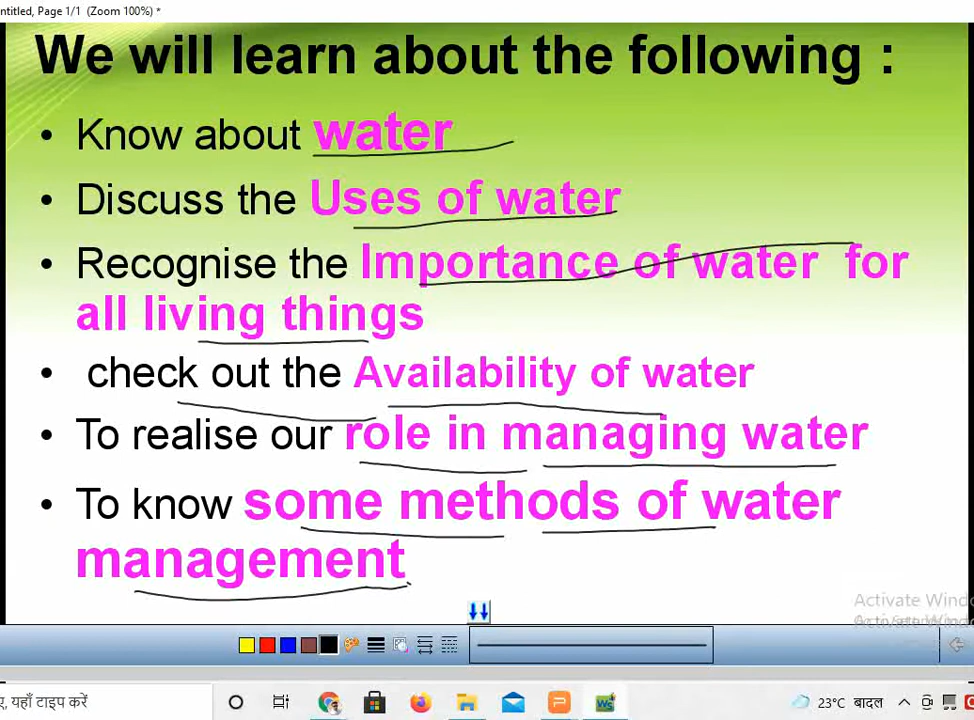 ntitled, Page 1/1 (Zoom 100%) *
We will learn about the following :
• Know about water
• Discuss the Uses of water
• Recognise the Importance of water for
all living things
• check out the Availability of water
• To realise our role in managing water
• To know some methods of water
management
Activate Windo
ए, यहाँ टाइप करें
23°C बादल